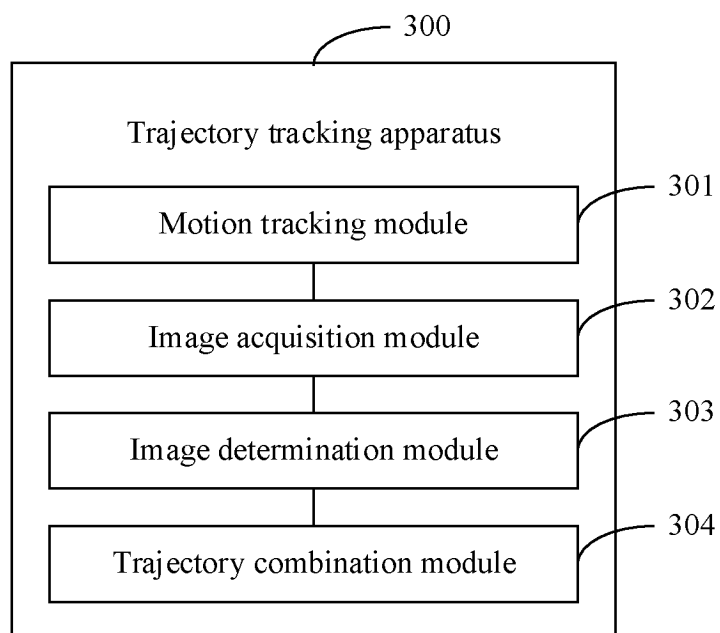 300
Trajectory tracking apparatus
Motion tracking module
301
Image acquisition module
302
Image determination module
303
Trajectory combination module
304